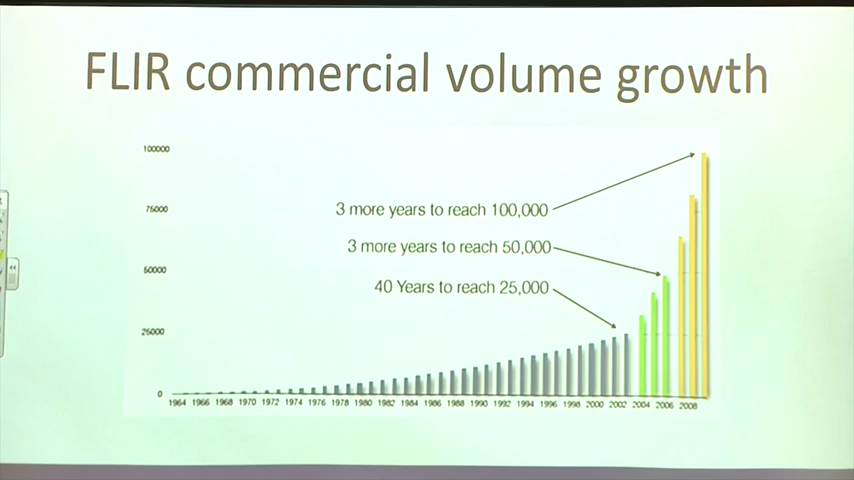 FLIR commercial volume growth
100000
75000
50000
25000
0
3 more years to reach 100,000
3 more years to reach 50,000
40 Years to reach 25,000
1964 1966 1968 1970 1972 1974 1976 1978 1980 1982 1984 1986 1988 1990 1992 1994 1996 1998 2000 2002 2004 2006 2008